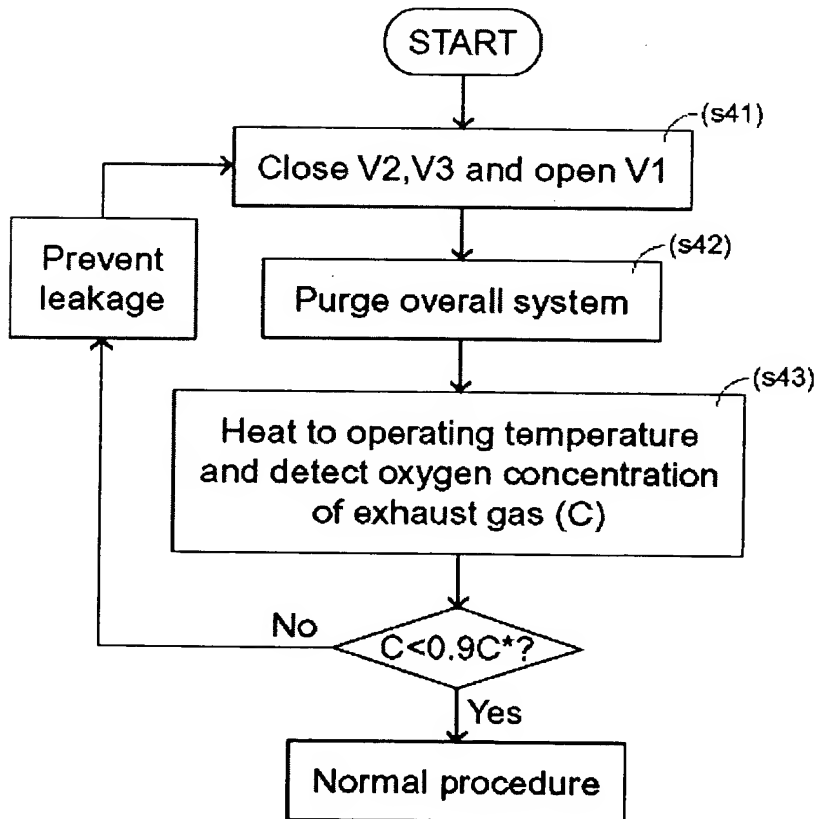 START
(s41)
Close V2,V3 and open V1
Prevent
leakage
(s42)
Purge overall system
(s43)
Heat to operating temperature
and detect oxygen concentration
of exhaust gas (C)
No
C<0.9C*?
Yes
Normal procedure